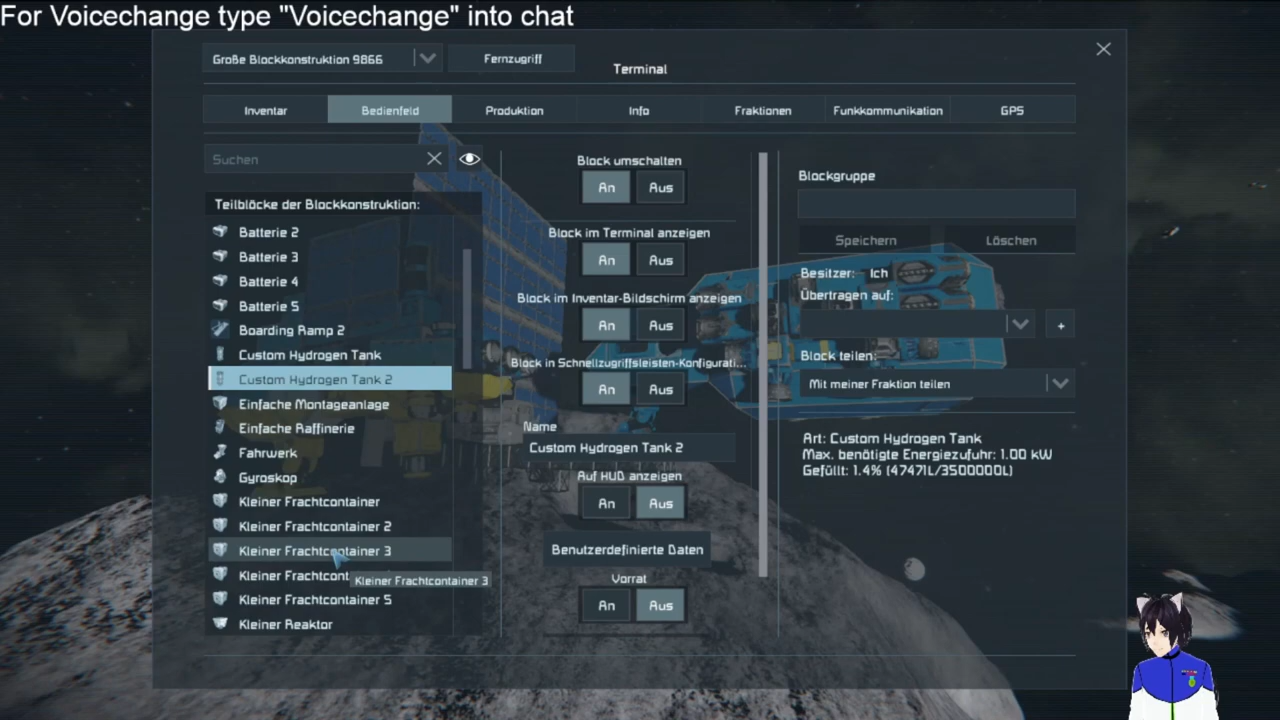 For Voicechange type "Voicechange" into chat
Große Blockkonstruktion 9866
Fernzugriff
Terminal
Inventar
Bedienfeld
Produktion
Info
Fraktionen
Funkkommunikation
GPS
Suchen
Teilblöcke der Blockkonstruktion:
Batterie 2
Batterie 3
Batterie 4
Batterie 5
Boarding Ramp 2
Custom Hydrogen Tank
Custom Hydrogen Tank 2
Einfache Montageanlage
Einfache Raffinerie
Fahrwerk
Gyroskop
Kleiner Frachtcontainer
Kleiner Frachtcontainer 2
Kleiner Frachtcontainer 3
Kleiner Frachtcont
Kleiner Frachtcontainer 3
Kleiner Frachtcontainer 5
Kleiner Reaktor
Block umschalten
An Aus
Block im Terminal anzeigen
An Aus
Block im Inventar-Bildschirm anzeigen
An Aus
Block in Schnellzugriffsleisten-Konfigurati...
An Aus
Name
Custom Hydrogen Tank 2
Auf HUD anzeigen
An Aus
Benutzerdefinierte Daten
Vorrat
An Aus
Blockgruppe
Speichern
Löschen
Besitzer: Ich
Übertragen auf:
+
Block teilen:
Mit meiner Fraktion teilen
Art: Custom Hydrogen Tank
Max. benötigte Energiezufuhr: 1.00 kW
Gefüllt: 1.4% (47471L/3500000L)